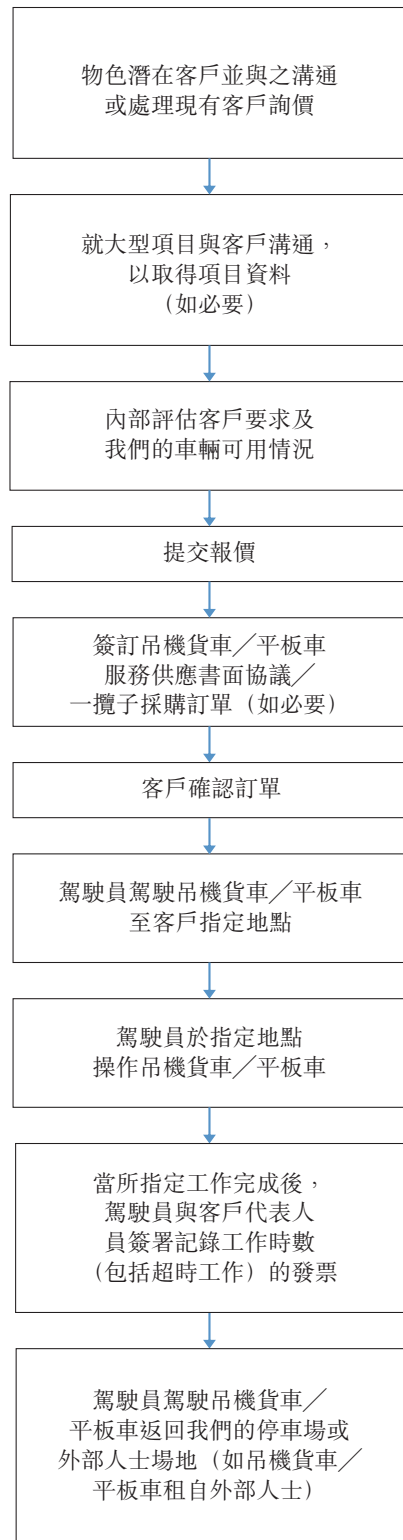 物色潛在客戶並與之溝通
或處理現有客戶詢價
就大型項目與客戶溝通，
以取得項目資料
（如必要）
內部評估客戶要求及
我們的車輛可用情況
提交報價
簽訂吊機貨車／平板車
服務供應書面協議／
一攬子採購訂單（如必要）
客戶確認訂單
駕駛員駕駛吊機貨車／平板車
至客戶指定地點
駕駛員於指定地點
操作吊機貨車／平板車
當所指定工作完成後，
駕駛員與客戶代表人
員簽署記錄工作時數
（包括超時工作）的發票
駕駛員駕駛吊機貨車／
平板車返回我們的停車場或
外部人士場地（如吊機貨車／
平板車租自外部人士）